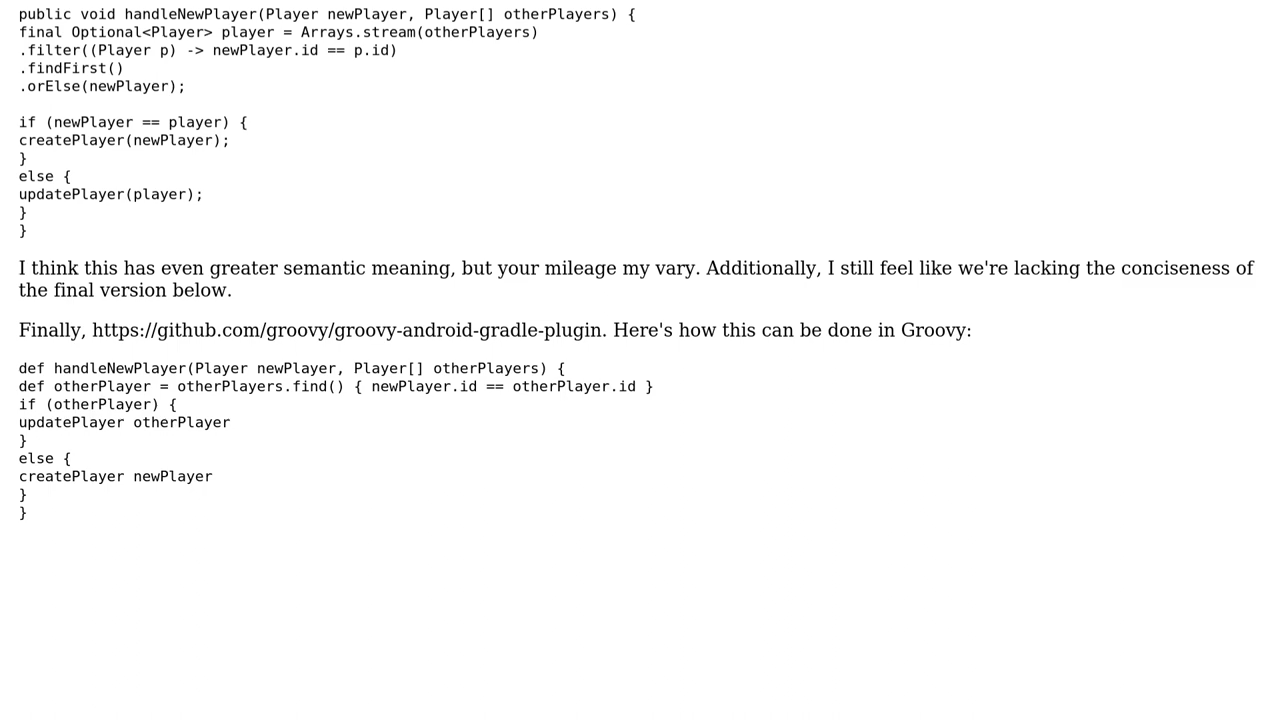 public void handleNewPlayer(Player newPlayer, Player[] otherPlayers) {
final Optional<Player> player = Arrays.stream(otherPlayers)
.filter((Player p) -> newPlayer.id == p.id)
.findFirst()
.orElse(newPlayer);

if (newPlayer == player) {
createPlayer(newPlayer);
}
else {
updatePlayer(player);
}
}

I think this has even greater semantic meaning, but your mileage my vary. Additionally, I still feel like we're lacking the conciseness of
the final version below.

Finally, https://github.com/groovy/groovy-android-gradle-plugin. Here's how this can be done in Groovy:

def handleNewPlayer(Player newPlayer, Player[] otherPlayers) {
def otherPlayer = otherPlayers.find() { newPlayer.id == otherPlayer.id }
if (otherPlayer) {
updatePlayer otherPlayer
}
else {
createPlayer newPlayer
}
}